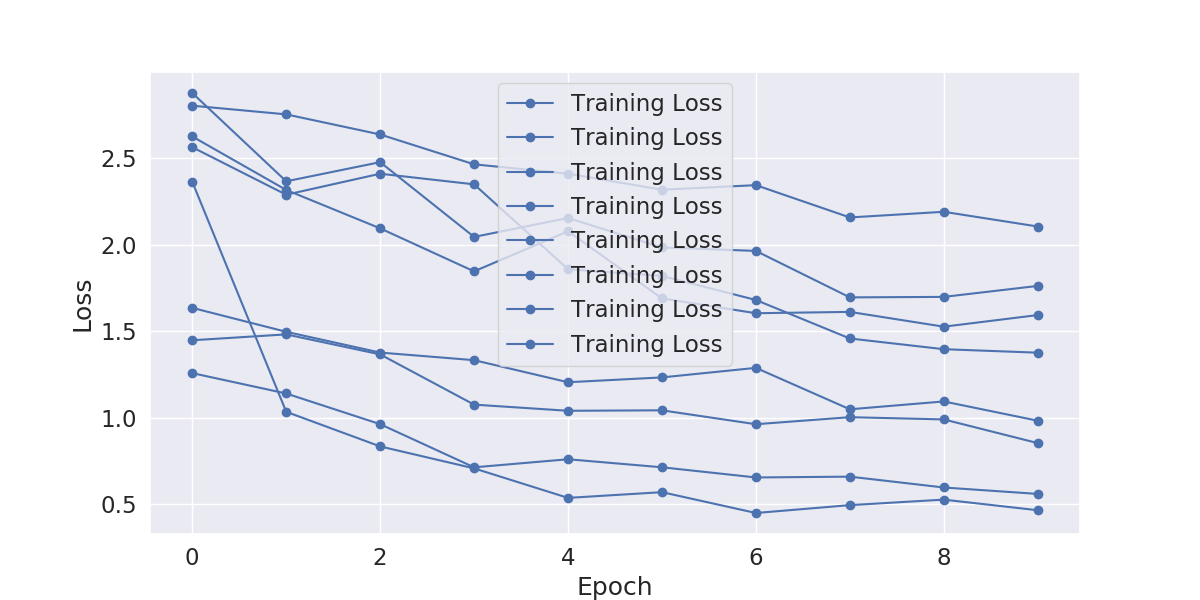 Training Loss
Training Loss
Training Loss
Training Loss
Training Loss
Training Loss
Training Loss
Training Loss
2.5
2.0
1.5
1.0
0.5
Loss
0 2 4 6 8
Epoch